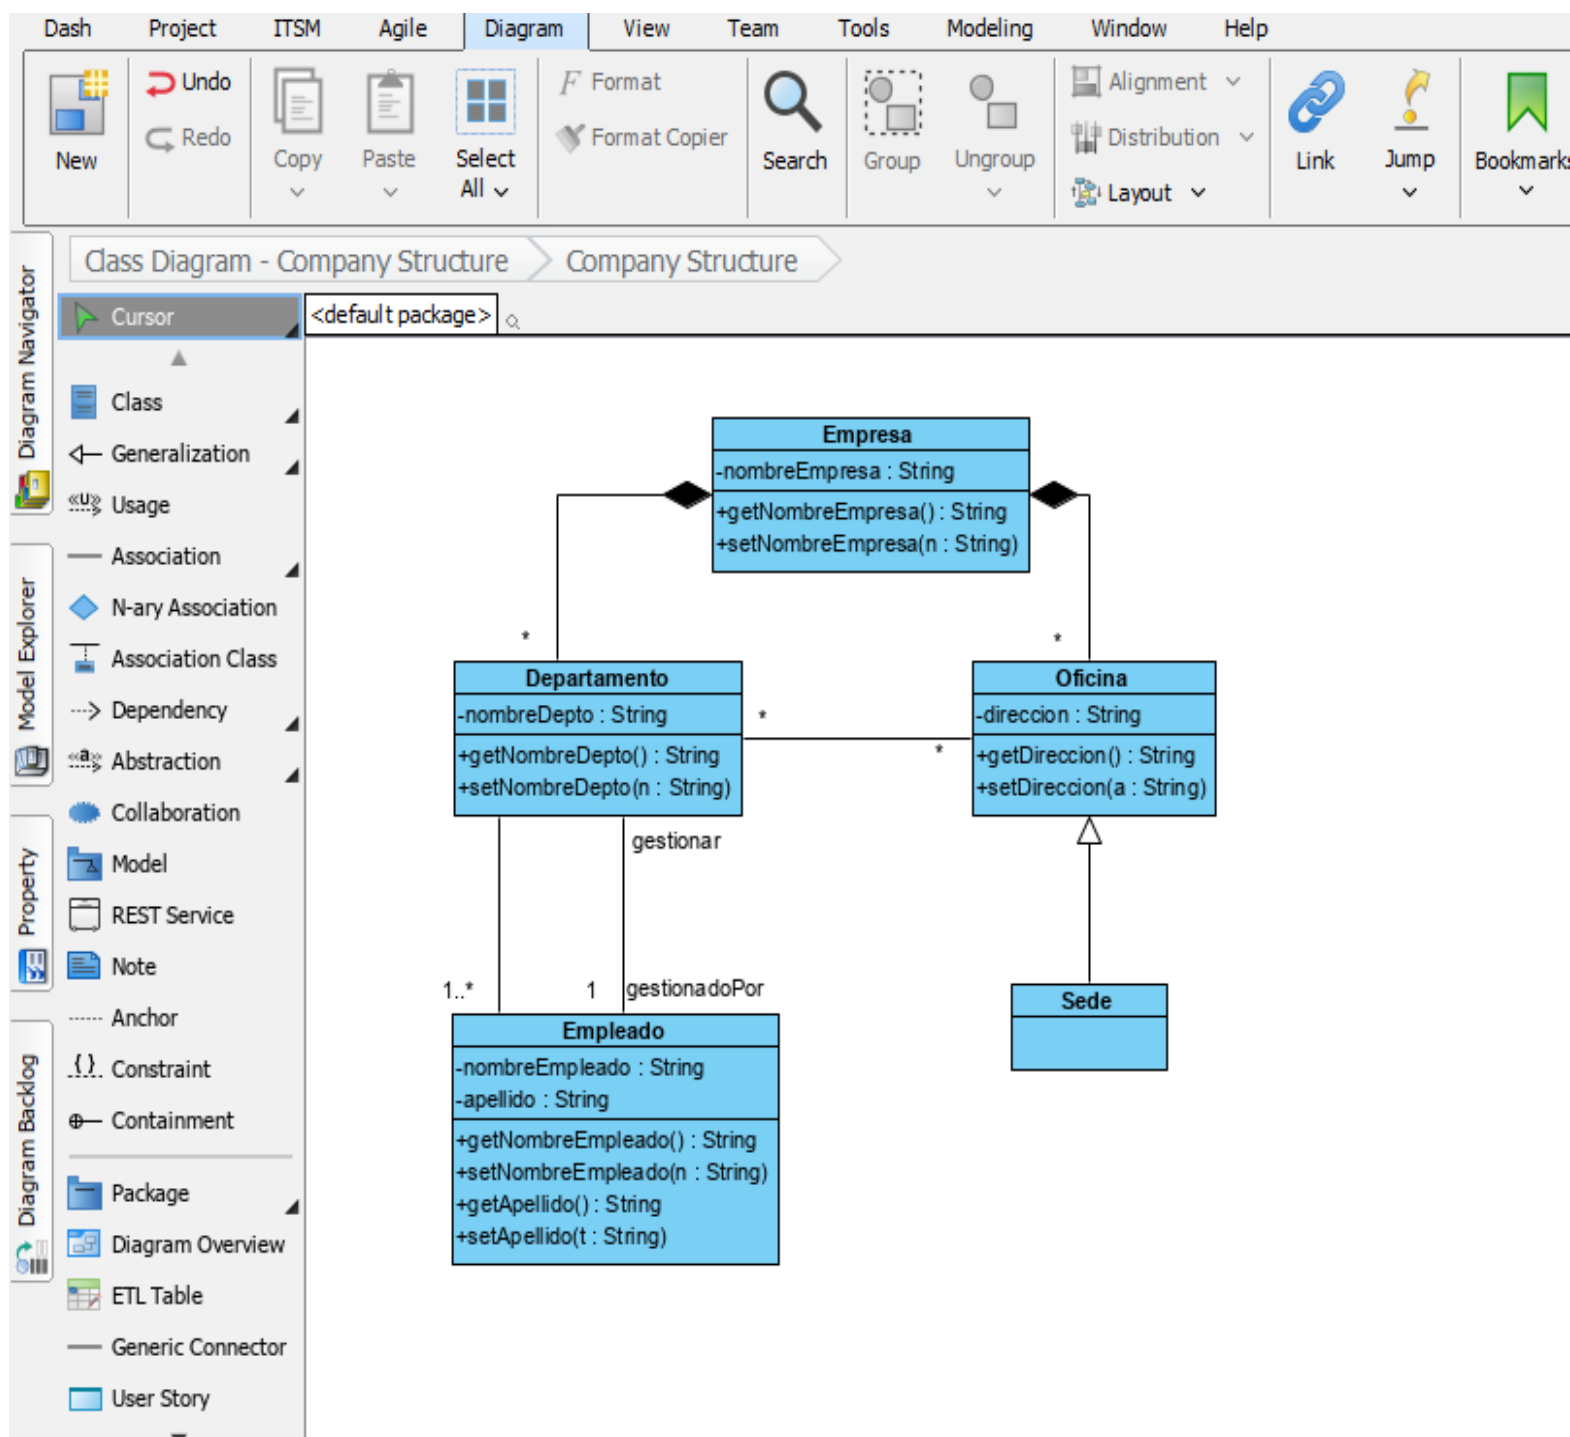 Dash Project ITSM Agile Diagram View Team Tools Modeling Window Help
New
Undo
Redo
Copy
Paste
Select All
Format
Format Copier
Search
Group
Ungroup
Alignment
Distribution
Layout
Link
Jump
Bookmarks
Class Diagram - Company Structure
Company Structure
Diagram Navigator
Model Explorer
Property
Diagram Backlog
Cursor
Class
Generalization
«U» Usage
Association
N-ary Association
Association Class
Dependency
«a» Abstraction
Collaboration
Model
REST Service
Note
Anchor
{} Constraint
Containment
Package
Diagram Overview
ETL Table
Generic Connector
User Story
<default package>
Empresa
-nombreEmpresa : String
+getNombreEmpresa() : String
+setNombreEmpresa(n : String)
*
*
Departamento
-nombreDepto : String
+getNombreDepto() : String
+setNombreDepto(n : String)
*
*
Oficina
-direccion : String
+getDireccion() : String
+setDireccion(a : String)
gestionar
1..*
1
gestionadoPor
Sede
Empleado
-nombreEmpleado : String
-apellido : String
+getNombreEmpleado() : String
+setNombreEmpleado(n : String)
+getApellido() : String
+setApellido(t : String)